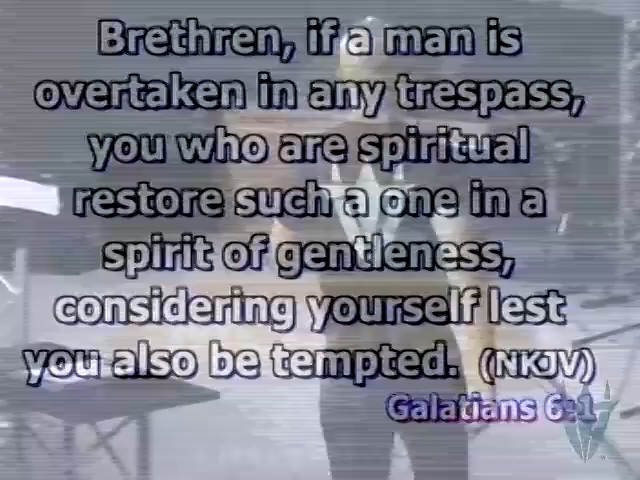 Brethren, if a man is
overtaken in any trespass,
you who are spiritual
restore such a one in a
spirit of gentleness,
considering yourself lest
you also be tempted. (NKJV)
Galatians 6:1